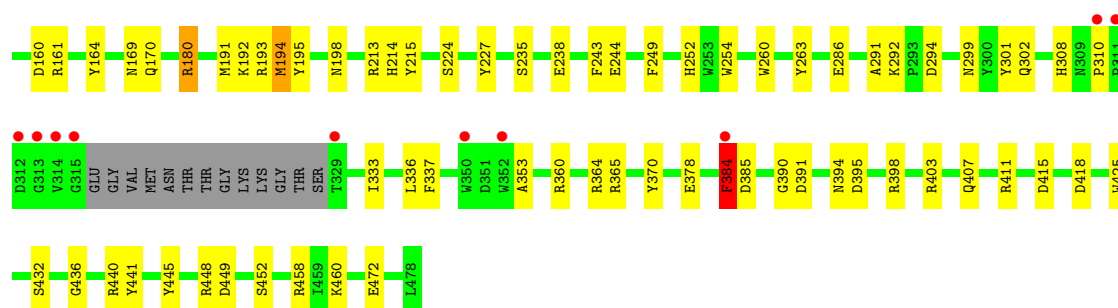 D160 R161 Y164 N169 Q170 R180 M191 K192 R193 M194 Y195 N198 R213 H214 Y215 S224 Y227 S235 E238 F243 E244 F249 H252 W253 W254 W260 Y263 E286 A291 K292 P293 D294 N299 Y300 Y301 Q302 H308 N309 P310
D312 G313 V314 G315 GLU GLY VAL MET ASN THR THR GLY LYS LYS GLY THR SER T329 I333 L336 F337 W350 D351 W352 A353 R360 R364 R365 Y370 E378 F384 D385 G390 D391 N394 D395 R398 R403 Q407 R411 D415 D418
S432 G436 R440 Y441 Y445 R448 D449 S452 R458 I459 K460 E472 L478